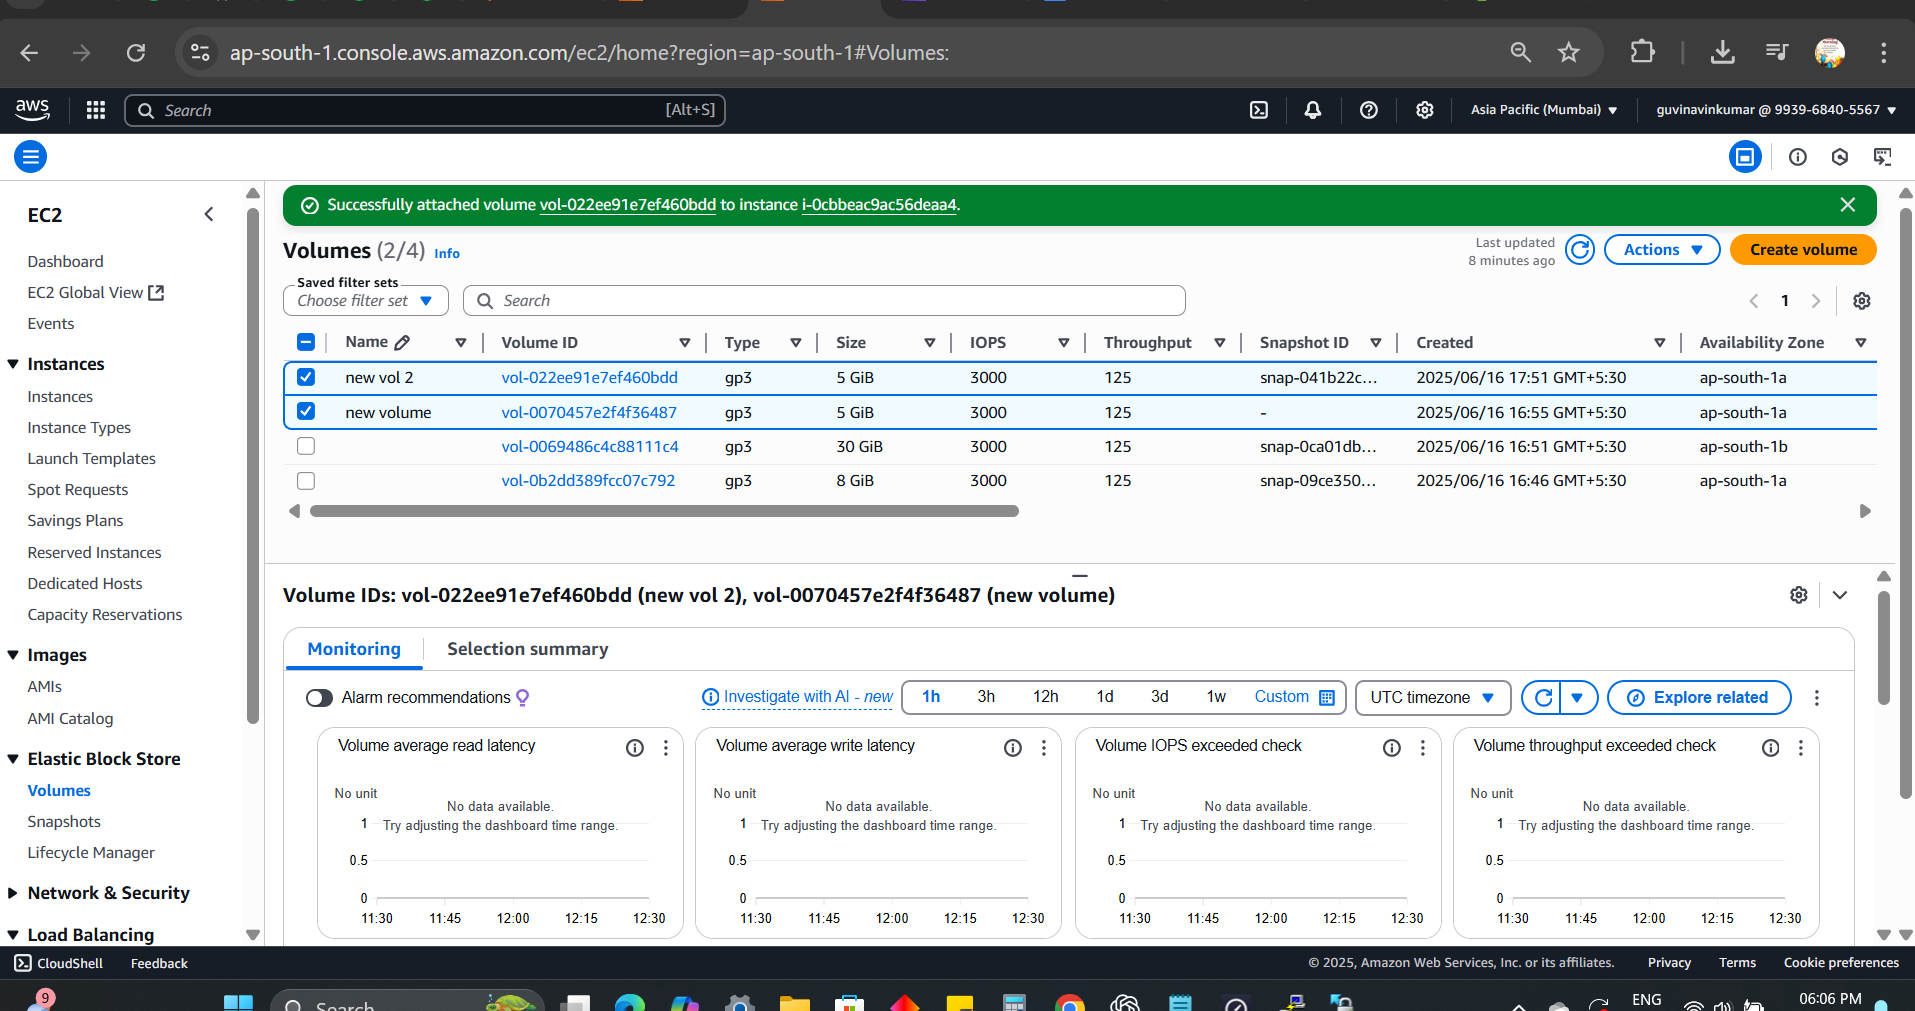 ap-south-1.console.aws.amazon.com/ec2/home?region=ap-south-1#Volumes:
aws
Search
[Alt+S]
Asia Pacific (Mumbai)
guvinavinkumar @ 9939-6840-5567
EC2
Dashboard
EC2 Global View
Events
Instances
Instances
Instance Types
Launch Templates
Spot Requests
Savings Plans
Reserved Instances
Dedicated Hosts
Capacity Reservations
Images
AMIs
AMI Catalog
Elastic Block Store
Volumes
Snapshots
Lifecycle Manager
Network & Security
Load Balancing
Successfully attached volume vol-022ee91e7ef460bdd to instance i-0cbbeac9ac56deaa4.
Volumes (2/4) Info
Last updated
8 minutes ago
Actions
Create volume
Saved filter sets
Choose filter set
Search
1
Name Volume ID Type Size IOPS Throughput Snapshot ID Created Availability Zone
new vol 2 vol-022ee91e7ef460bdd gp3 5 GiB 3000 125 snap-041b22c... 2025/06/16 17:51 GMT+5:30 ap-south-1a
new volume vol-0070457e2f4f36487 gp3 5 GiB 3000 125 - 2025/06/16 16:55 GMT+5:30 ap-south-1a
vol-0069486c4c88111c4 gp3 30 GiB 3000 125 snap-0ca01db... 2025/06/16 16:51 GMT+5:30 ap-south-1b
vol-0b2dd389fcc07c792 gp3 8 GiB 3000 125 snap-09ce350... 2025/06/16 16:46 GMT+5:30 ap-south-1a
Volume IDs: vol-022ee91e7ef460bdd (new vol 2), vol-0070457e2f4f36487 (new volume)
Monitoring
Selection summary
Alarm recommendations
Investigate with AI - new
1h 3h 12h 1d 3d 1w Custom
UTC timezone
Explore related
Volume average read latency
No unit
No data available.
Try adjusting the dashboard time range.
1
0.5
0
11:30 11:45 12:00 12:15 12:30
Volume average write latency
No unit
No data available.
Try adjusting the dashboard time range.
1
0.5
0
11:30 11:45 12:00 12:15 12:30
Volume IOPS exceeded check
No unit
No data available.
Try adjusting the dashboard time range.
1
0.5
0
11:30 11:45 12:00 12:15 12:30
Volume throughput exceeded check
No unit
No data available.
Try adjusting the dashboard time range.
1
0.5
0
11:30 11:45 12:00 12:15 12:30
CloudShell
Feedback
© 2025, Amazon Web Services, Inc. or its affiliates.
Privacy
Terms
Cookie preferences
9
Search
ENG
06:06 PM